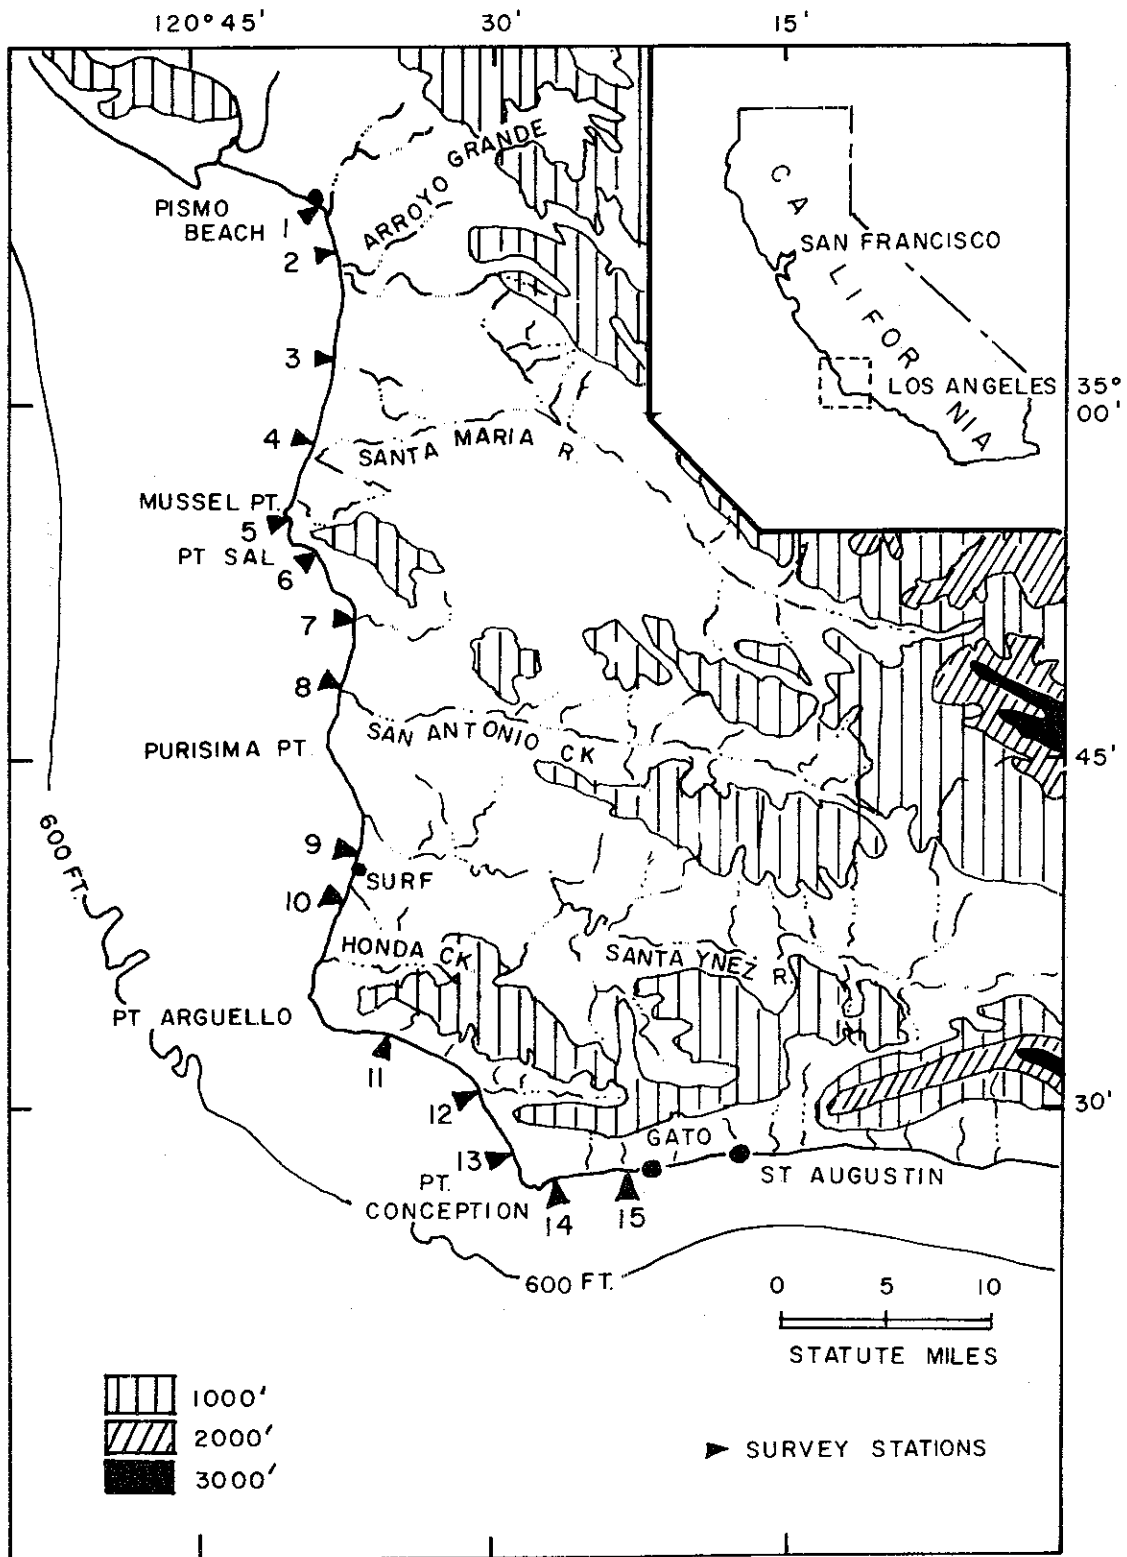 120° 45'
30'
15'
CALIFORNIA
SAN FRANCISCO
LOS ANGELES
35°
00'
ARROYO GRANDE
PISMO
BEACH
1
2
3
4
SANTA MARIA R.
MUSSEL PT.
5
PT SAL
6
7
8
SAN ANTONIO CK
PURISIMA PT.
45'
600 FT.
9
SURF
10
HONDA CK
SANTA YNEZ R.
PT ARGUELLO
11
30'
12
GATO
13
ST AUGUSTIN
PT.
CONCEPTION
14
15
600 FT.
0 5 10
STATUTE MILES
1000'
2000'
3000'
SURVEY STATIONS